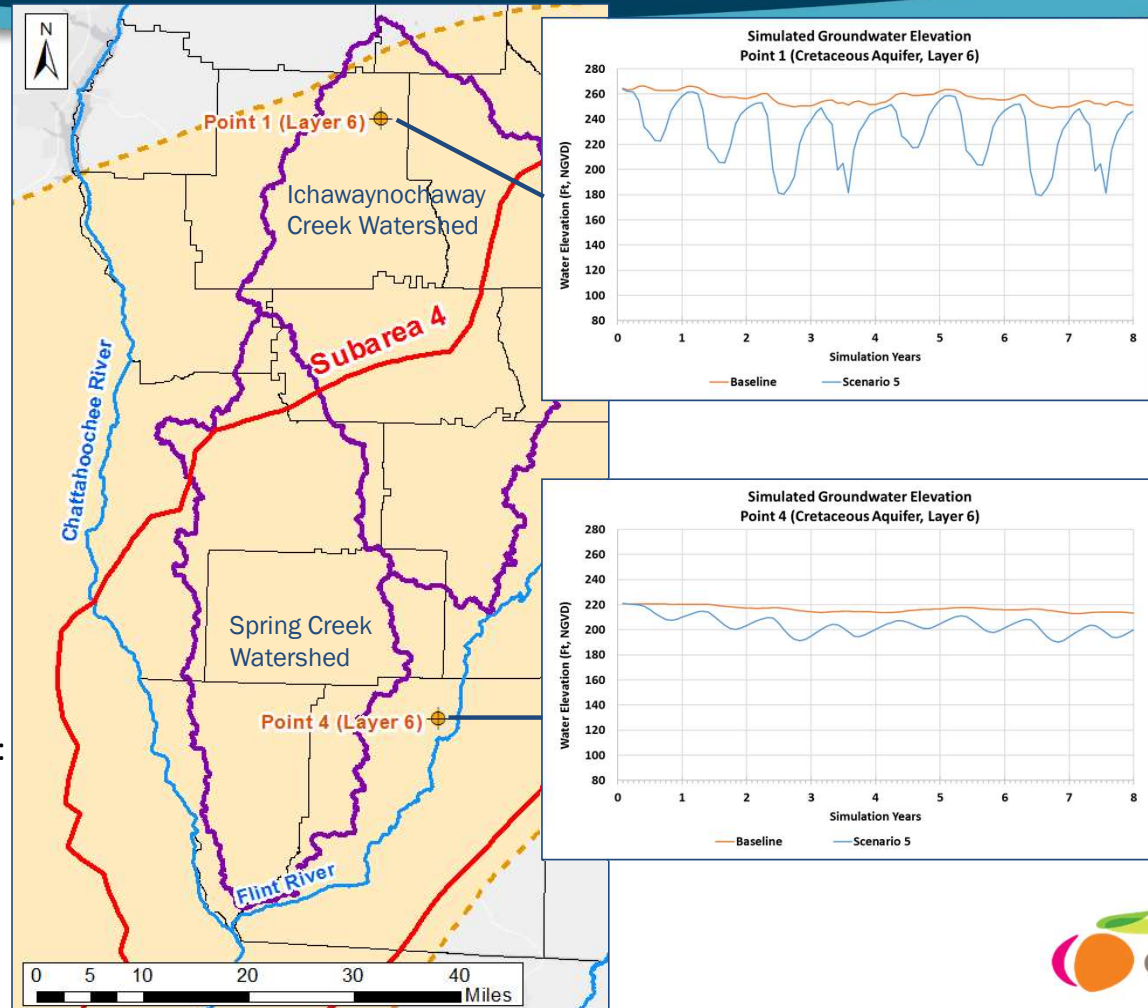 N
Point 1 (Layer 6)
Ichawaynochaway
Creek Watershed
Subarea 4
Chattahoochee River
Spring Creek
Watershed
Point 4 (Layer 6)
Flint River
0 5 10 20 30 40
Miles
:
Simulated Groundwater Elevation
Point 1 (Cretaceous Aquifer, Layer 6)
Water Elevation (Ft, NGVD)
280
260
240
220
200
180
160
140
120
100
80
0 1 2 3 4 5 6 7 8
Simulation Years
Baseline Scenario 5
Simulated Groundwater Elevation
Point 4 (Cretaceous Aquifer, Layer 6)
Water Elevation (Ft, NGVD)
280
260
240
220
200
180
160
140
120
100
80
0 1 2 3 4 5 6 7 8
Simulation Years
Baseline Scenario 5